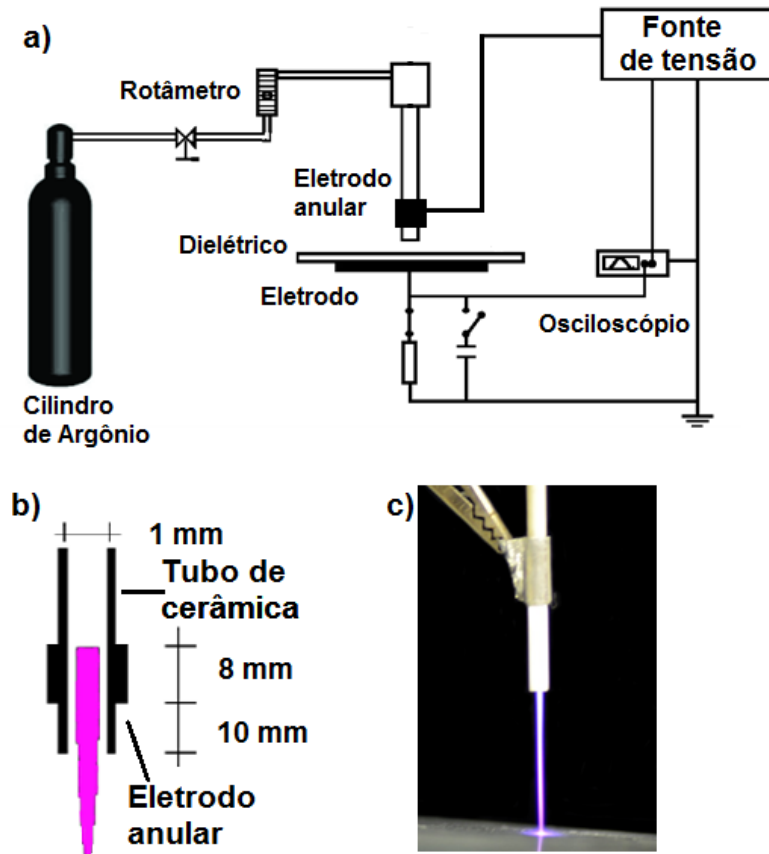 a)
Fonte
de tensão
Rotâmetro
Eletrodo
anular
Dielétrico
Eletrodo
Osciloscópio
Cilindro
de Argônio
b)
1 mm
Tubo de
cerâmica
8 mm
10 mm
Eletrodo
anular
c)